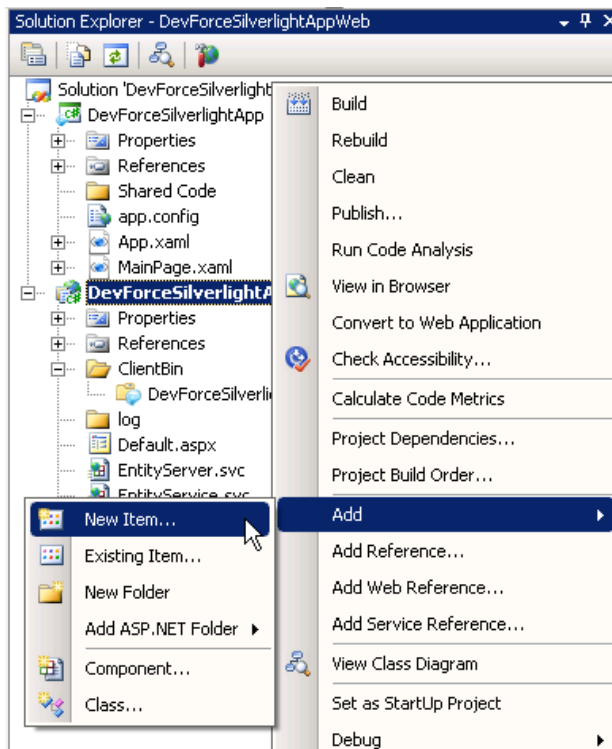 Solution Explorer - DevForceSilverlightAppWeb
Solution 'DevForceSilverlight
DevForceSilverlightApp
Properties
References
Shared Code
app.config
App.xaml
MainPage.xaml
DevForceSilverlightA
Properties
References
ClientBin
DevForceSilverli
log
Default.aspx
EntityServer.svc
EntityService.svc
New Item...
Existing Item...
New Folder
Add ASP.NET Folder
Component...
Class...
Build
Rebuild
Clean
Publish...
Run Code Analysis
View in Browser
Convert to Web Application
Check Accessibility...
Calculate Code Metrics
Project Dependencies...
Project Build Order...
Add
Add Reference...
Add Web Reference...
Add Service Reference...
View Class Diagram
Set as StartUp Project
Debug